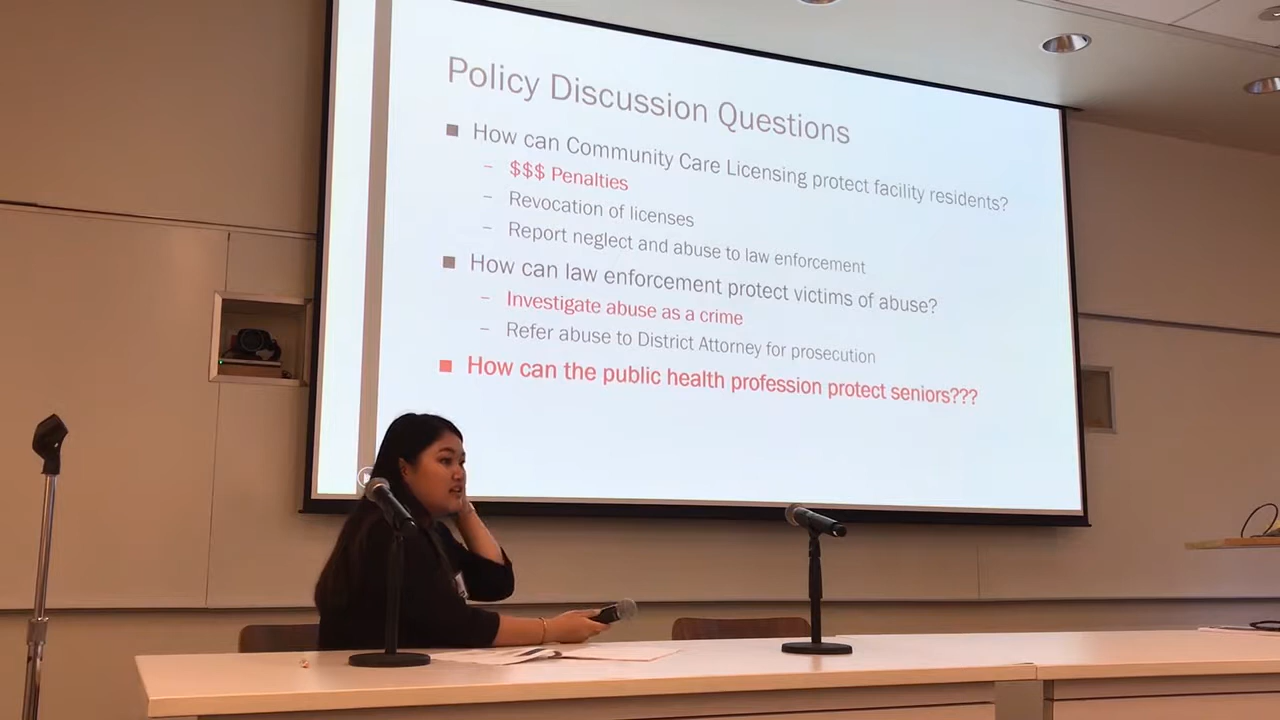 Policy Discussion Questions
How can Community Care Licensing protect facility residents?
– $$$ Penalties
– Revocation of licenses
– Report neglect and abuse to law enforcement
How can law enforcement protect victims of abuse?
– Investigate abuse as a crime
– Refer abuse to District Attorney for prosecution
How can the public health profession protect seniors???